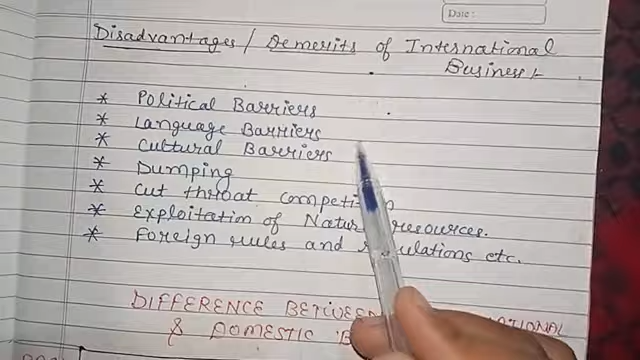 Date :
Disadvantages / Demerits of International
Business :-
* Political Barriers
* Language Barriers
* Cultural Barriers
* Dumping
* Cut throat
* Exploitation of resources.
* Foreign rules and etc.
DIFFERENCE
& DOMESTIC